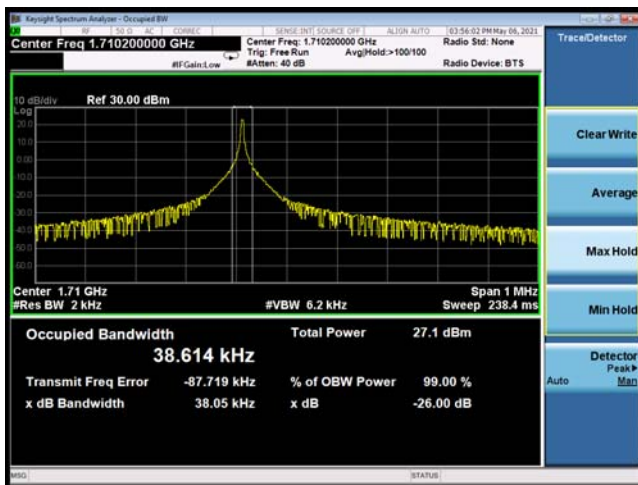 Keysight Spectrum Analyzer - Occupied BW
RF 50 Ω AC CORREC SENSE:INT SOURCE OFF ALIGN AUTO 03:56:02 PM May 06, 2021
Center Freq 1.710200000 GHz Center Freq: 1.710200000 GHz Radio Std: None Trace/Detector
Trig: Free Run Avg|Hold:>100/100
#IFGain:Low #Atten: 40 dB Radio Device: BTS
10 dB/div Ref 30.00 dBm
Log
20.0
10.0
0.00
-10.0
-20.0
-30.0
-40.0
-50.0
-60.0
Clear Write
Average
Max Hold
Min Hold
Center 1.71 GHz Span 1 MHz
#Res BW 2 kHz #VBW 6.2 kHz Sweep 238.4 ms
Occupied Bandwidth Total Power 27.1 dBm
38.614 kHz
Transmit Freq Error -87.719 kHz % of OBW Power 99.00 %
x dB Bandwidth 38.05 kHz x dB -26.00 dB
Detector
Peak▶
Auto Man
MSG STATUS